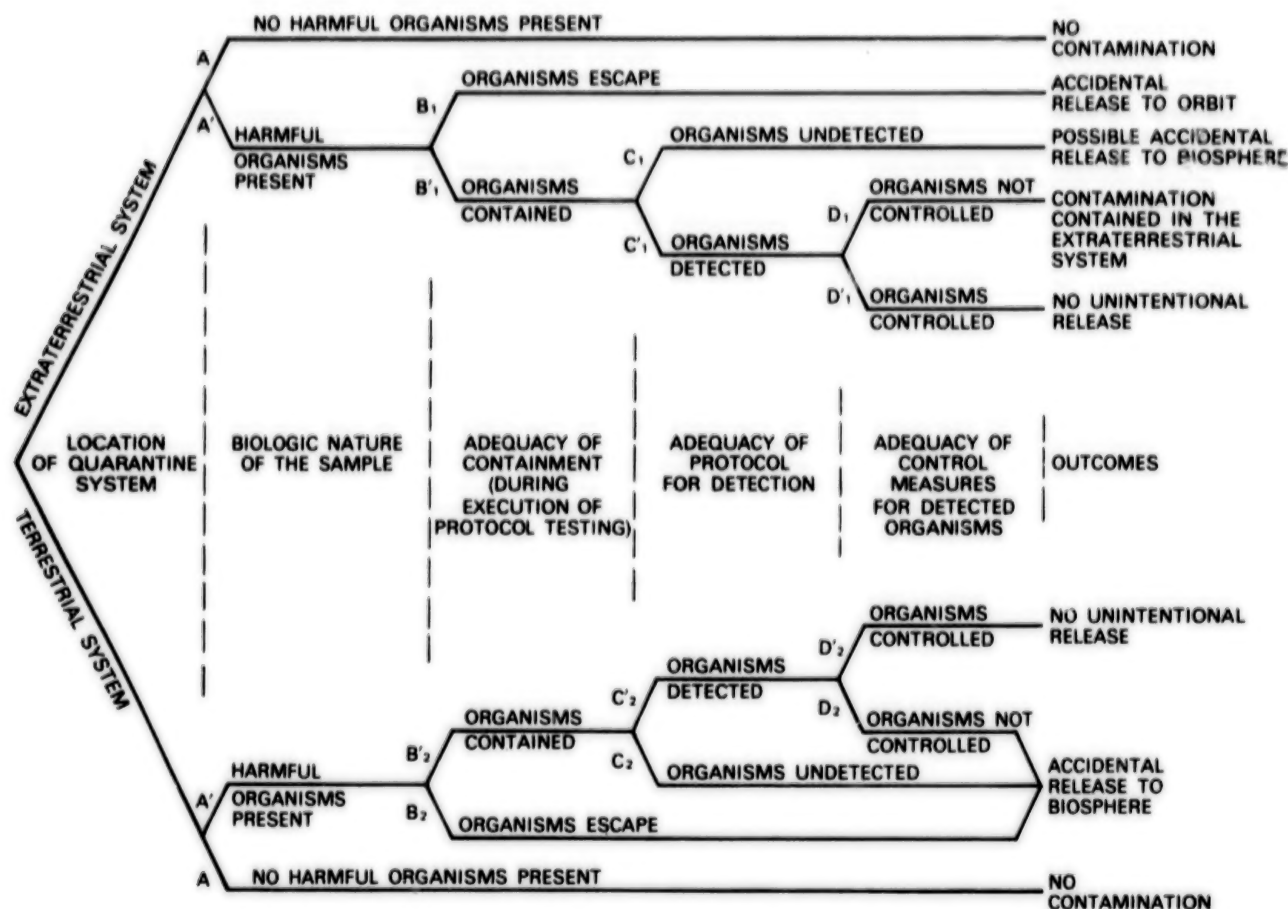 NO HARMFUL ORGANISMS PRESENT
NO
CONTAMINATION
A
ORGANISMS ESCAPE
ACCIDENTAL
RELEASE TO ORBIT
B₁
A'
HARMFUL
ORGANISMS
PRESENT
ORGANISMS UNDETECTED
POSSIBLE ACCIDENTAL
RELEASE TO BIOSPHERE
C₁
B'₁
ORGANISMS
CONTAINED
ORGANISMS NOT
CONTROLLED
CONTAMINATION
CONTAINED IN THE
EXTRATERRESTRIAL
SYSTEM
D₁
C'₁
ORGANISMS
DETECTED
D'₁
ORGANISMS
CONTROLLED
NO UNINTENTIONAL
RELEASE
EXTRATERRESTRIAL SYSTEM
LOCATION
OF QUARANTINE
SYSTEM
BIOLOGIC NATURE
OF THE SAMPLE
ADEQUACY OF
CONTAINMENT
(DURING
EXECUTION OF
PROTOCOL TESTING)
ADEQUACY OF
PROTOCOL
FOR DETECTION
ADEQUACY OF
CONTROL
MEASURES
FOR DETECTED
ORGANISMS
OUTCOMES
TERRESTRIAL SYSTEM
ORGANISMS
CONTROLLED
NO UNINTENTIONAL
RELEASE
D'₂
ORGANISMS
DETECTED
C'₂
D₂
ORGANISMS NOT
CONTROLLED
ORGANISMS
CONTAINED
B'₂
C₂
ORGANISMS UNDETECTED
ACCIDENTAL
RELEASE TO
BIOSPHERE
HARMFUL
ORGANISMS
PRESENT
A'
B₂
ORGANISMS ESCAPE
A
NO HARMFUL ORGANISMS PRESENT
NO
CONTAMINATION